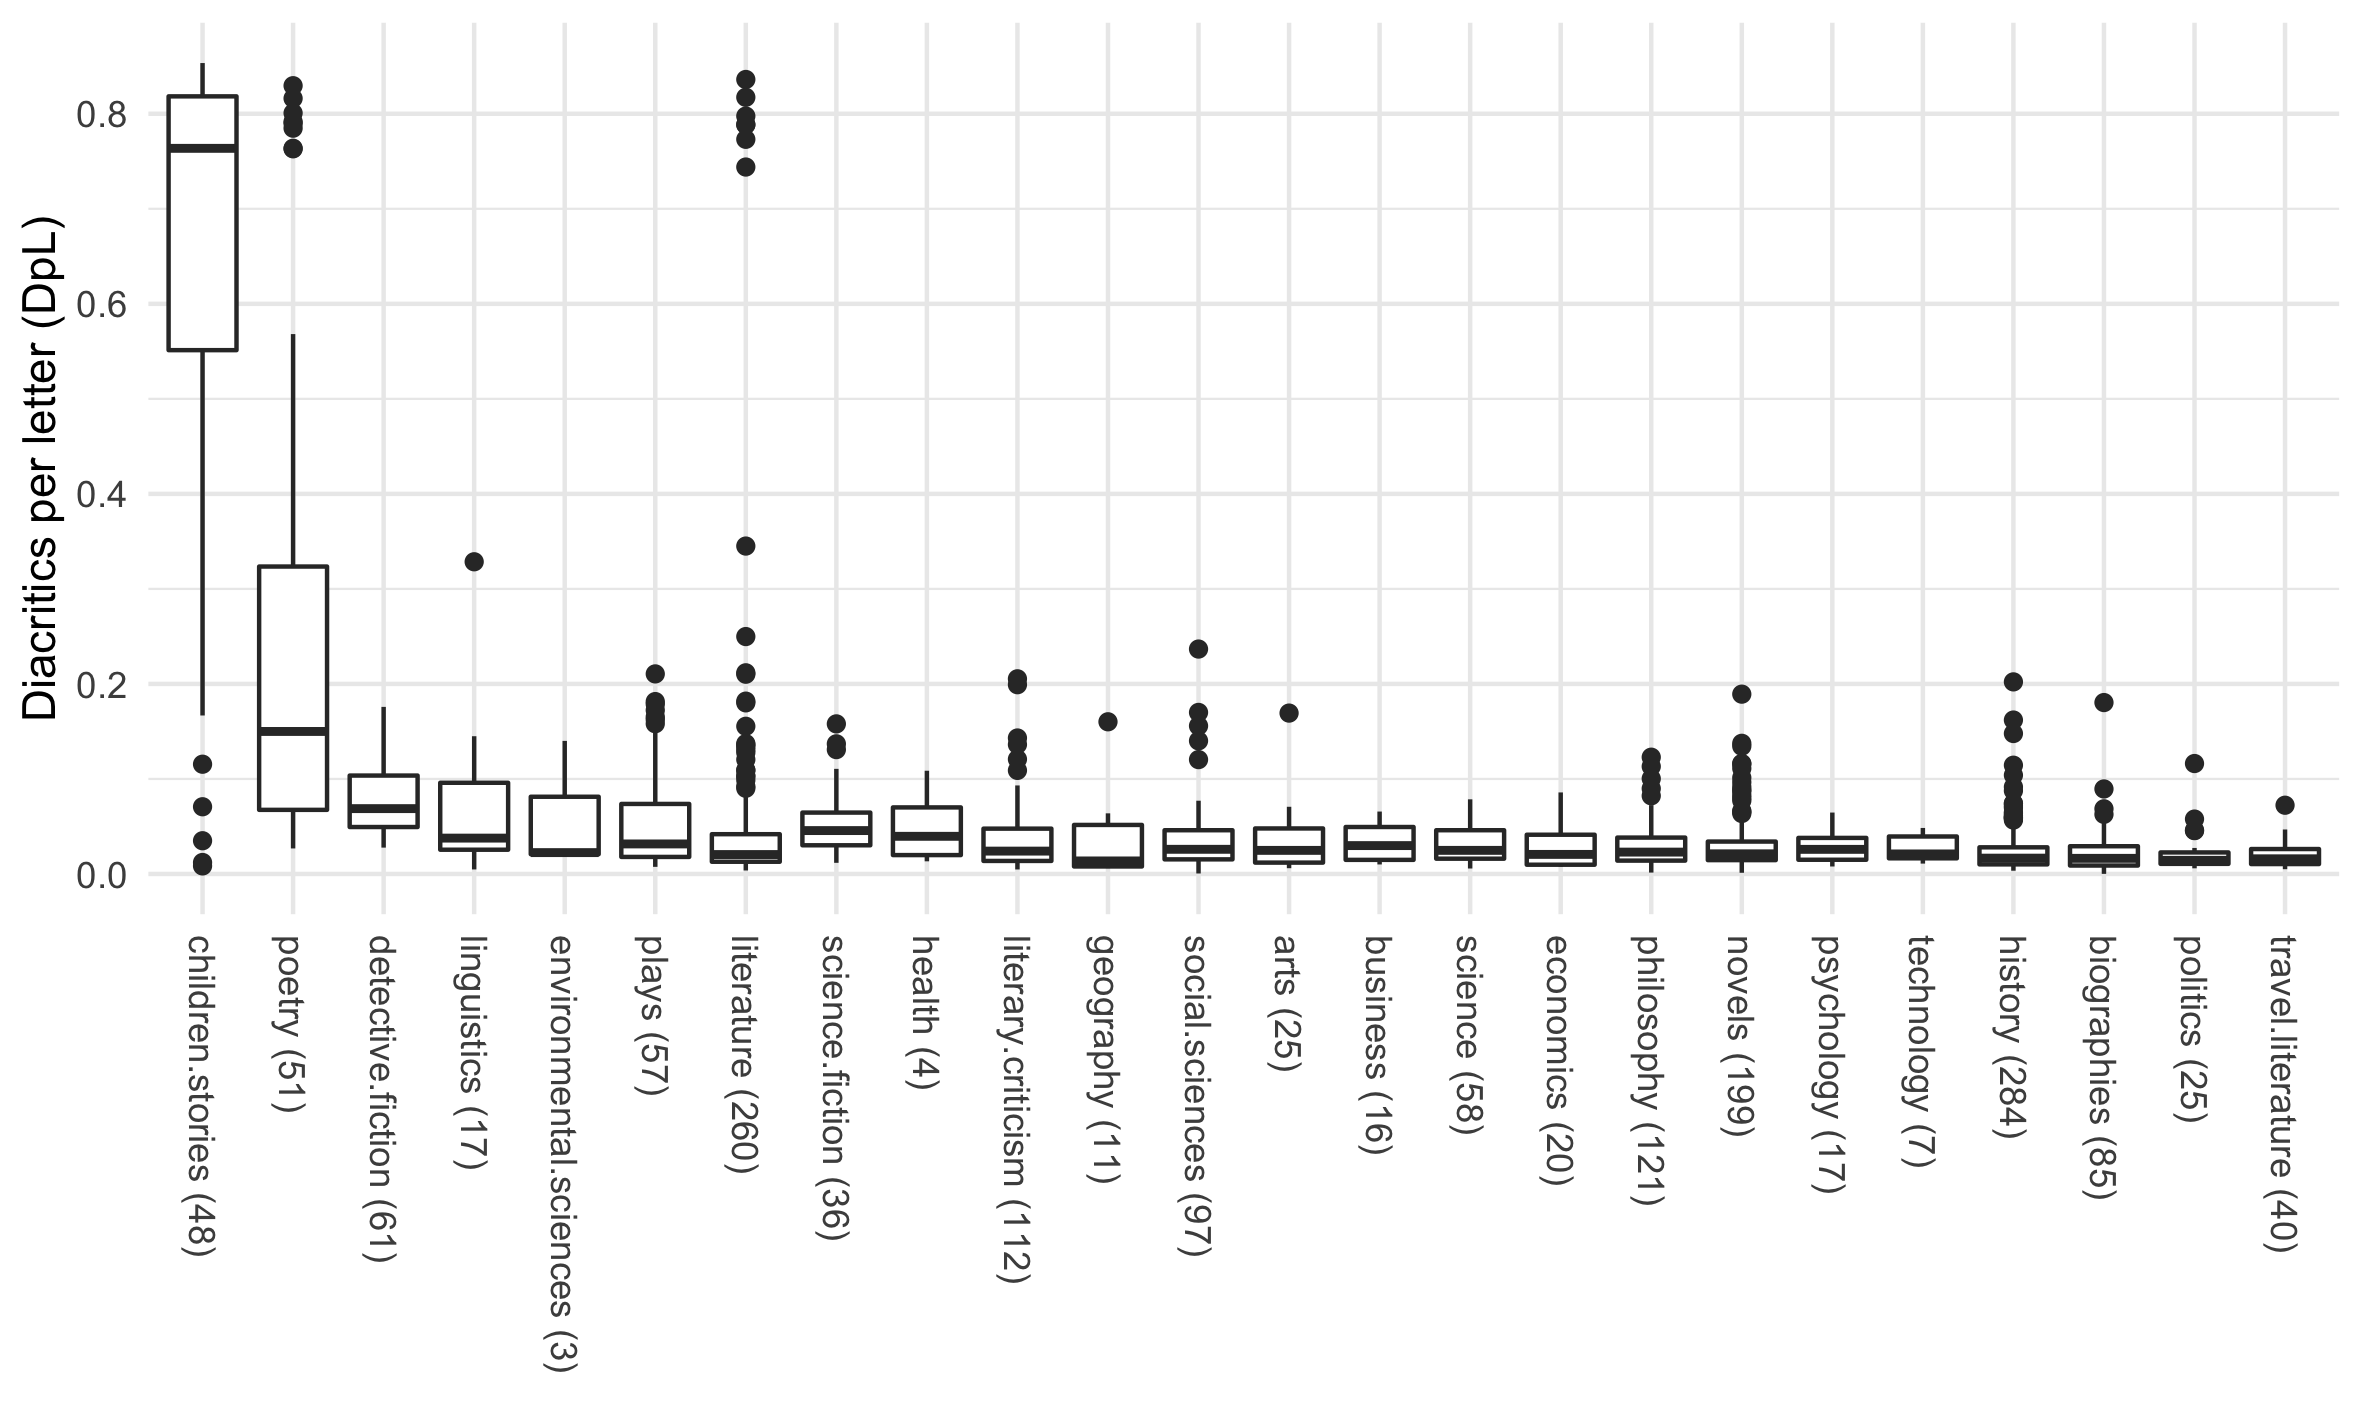 Diacritics per letter (DpL)
0.8
0.6
0.4
0.2
0.0
children.stories (48)
poetry (51)
detective.fiction (61)
linguistics (17)
environmental.sciences (3)
plays (57)
literature (260)
science.fiction (36)
health (4)
literary.criticism (112)
geography (11)
social.sciences (97)
arts (25)
business (16)
science (58)
economics (20)
philosophy (121)
novels (199)
psychology (17)
technology (7)
history (284)
biographies (85)
politics (25)
travel.literature (40)